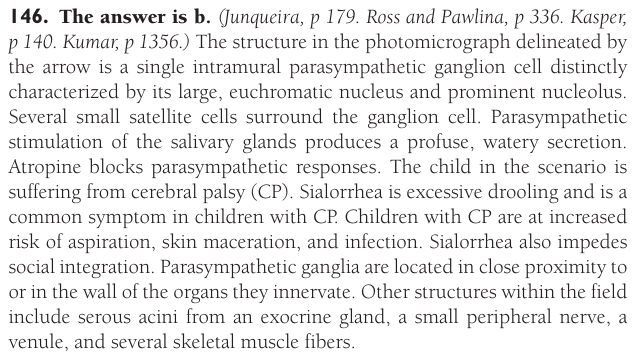 146. The answer is b. (Junqueira, p 179. Ross and Pawlina, p 336. Kasper,
p 140. Kumar, p 1356.) The structure in the photomicrograph delineated by
the arrow is a single intramural parasympathetic ganglion cell distinctly
characterized by its large, euchromatic nucleus and prominent nucleolus.
Several small satellite cells surround the ganglion cell. Parasympathetic
stimulation of the salivary glands produces a profuse, watery secretion.
Atropine blocks parasympathetic responses. The child in the scenario is
suffering from cerebral palsy (CP). Sialorrhea is excessive drooling and is a
common symptom in children with CP. Children with CP are at increased
risk of aspiration, skin maceration, and infection. Sialorrhea also impedes
social integration. Parasympathetic ganglia are located in close proximity to
or in the wall of the organs they innervate. Other structures within the field
include serous acini from an exocrine gland, a small peripheral nerve, a
venule, and several skeletal muscle fibers.